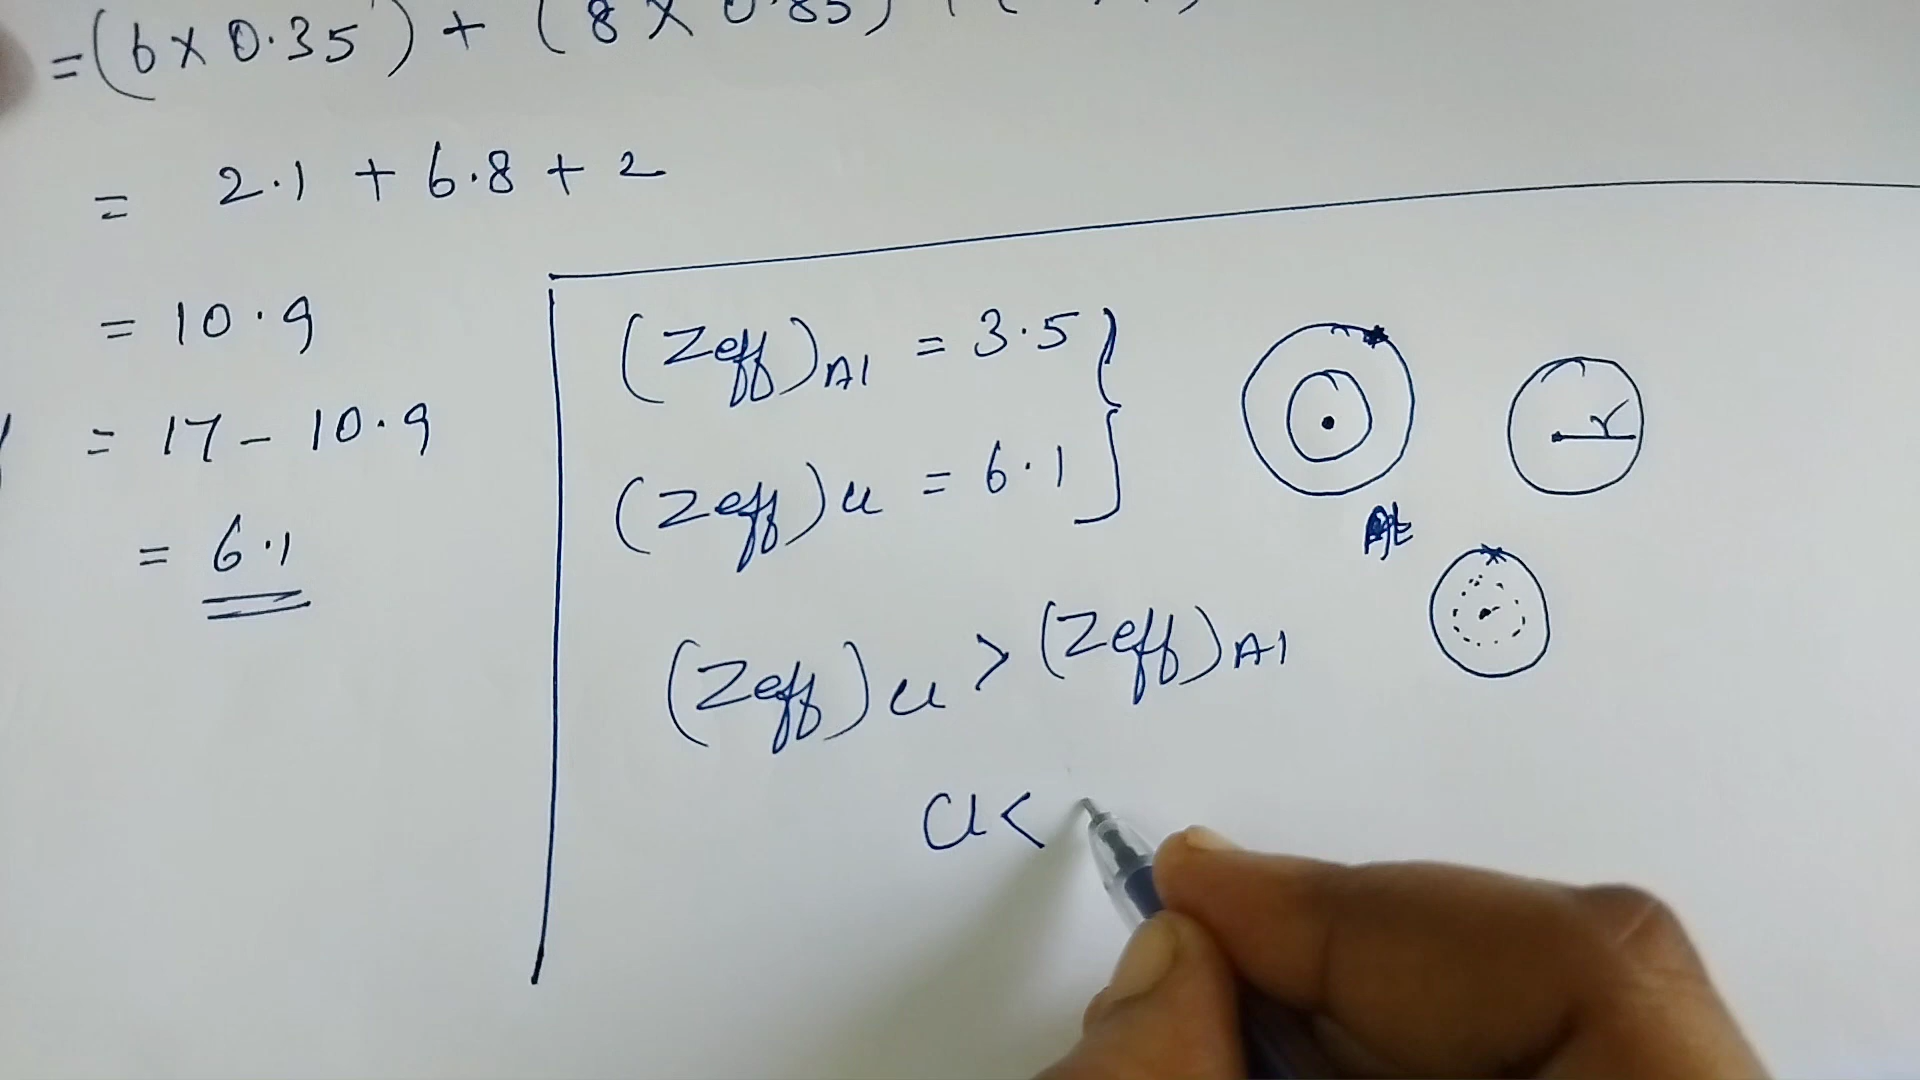 = (6 × 0.35) + (8 × 0.85)
= 2.1 + 6.8 + 2
= 10.9
= 17 - 10.9
= 6.1
(Zeff)Al = 3.5
(Zeff)Cl = 6.1
(Zeff)Cl > (Zeff)Al
Cl <
r